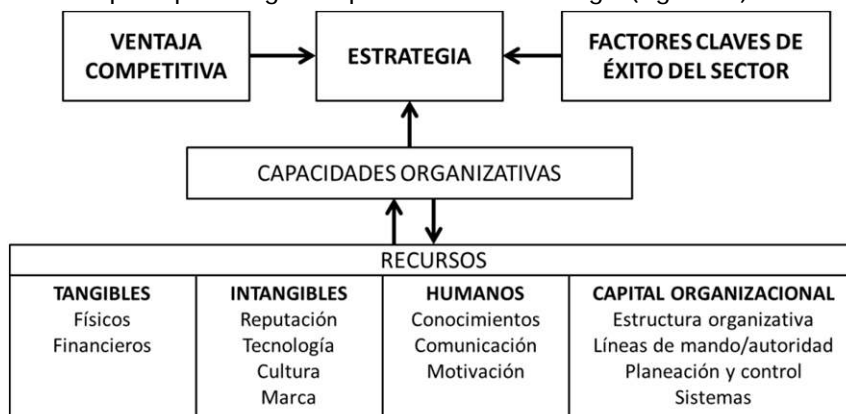 VENTAJA
COMPETITIVA
ESTRATEGIA
FACTORES CLAVES DE
ÉXITO DEL SECTOR
CAPACIDADES ORGANIZATIVAS
RECURSOS
TANGIBLES
Físicos
Financieros
INTANGIBLES
Reputación
Tecnología
Cultura
Marca
HUMANOS
Conocimientos
Comunicación
Motivación
CAPITAL ORGANIZACIONAL
Estructura organizativa
Líneas de mando/autoridad
Planeación y control
Sistemas